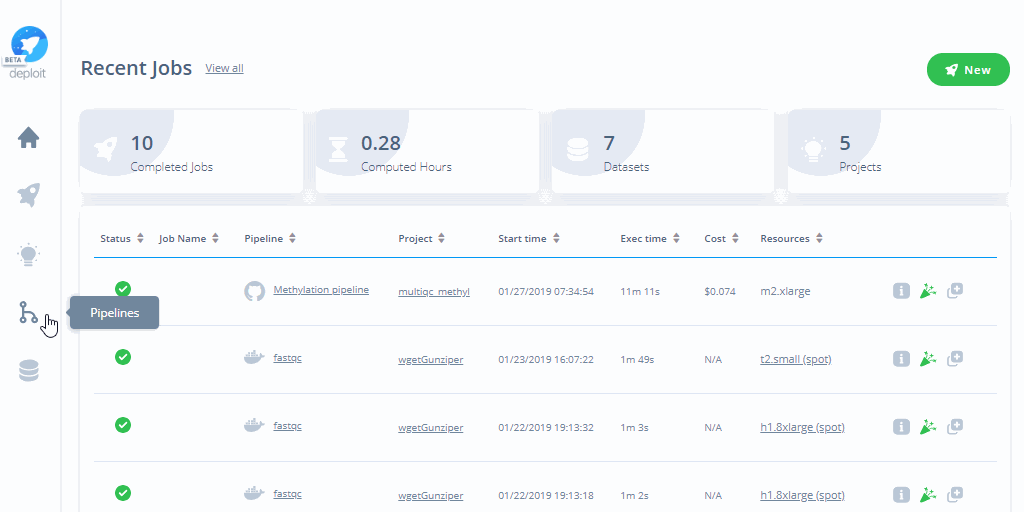 BETA
deploit
Recent Jobs View all
New
10
Completed Jobs
0.28
Computed Hours
7
Datasets
5
Projects
Status Job Name Pipeline Project Start time Exec time Cost Resources
Methylation pipeline multiqc_methyl 01/27/2019 07:34:54 11m 11s $0.074 m2.xlarge
Pipelines
fastqc wgetGunziper 01/23/2019 16:07:22 1m 49s N/A t2.small (spot)
fastqc wgetGunziper 01/22/2019 19:13:32 1m 3s N/A h1.8xlarge (spot)
fastqc wgetGunziper 01/22/2019 19:13:18 1m 2s N/A h1.8xlarge (spot)